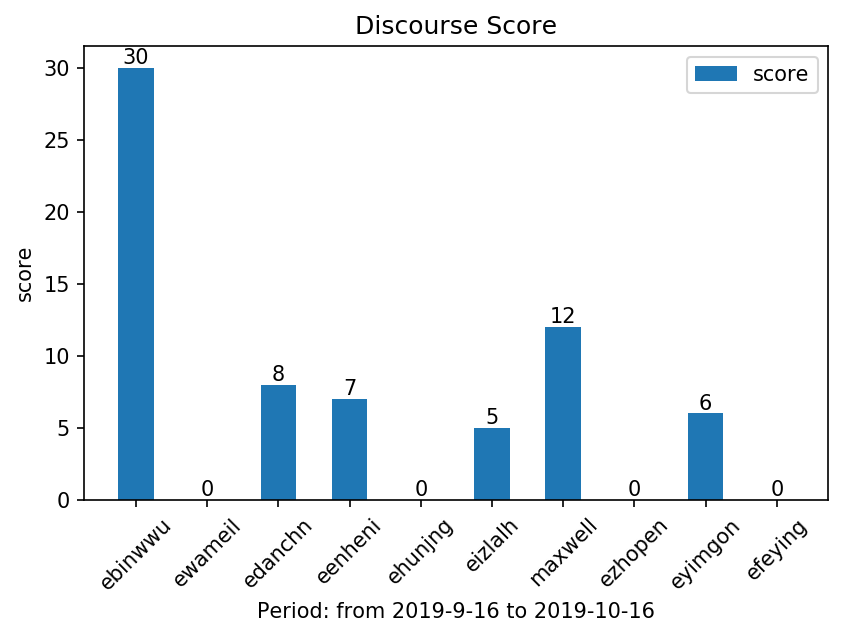 Discourse Score
score
30
25
20
15
10
5
0
score
30
0
8
7
0
5
12
0
6
0
ebinwwu
ewameil
edanchn
eenheni
ehunjng
eizlalh
maxwell
ezhopen
eyimgon
efeying
Period: from 2019-9-16 to 2019-10-16